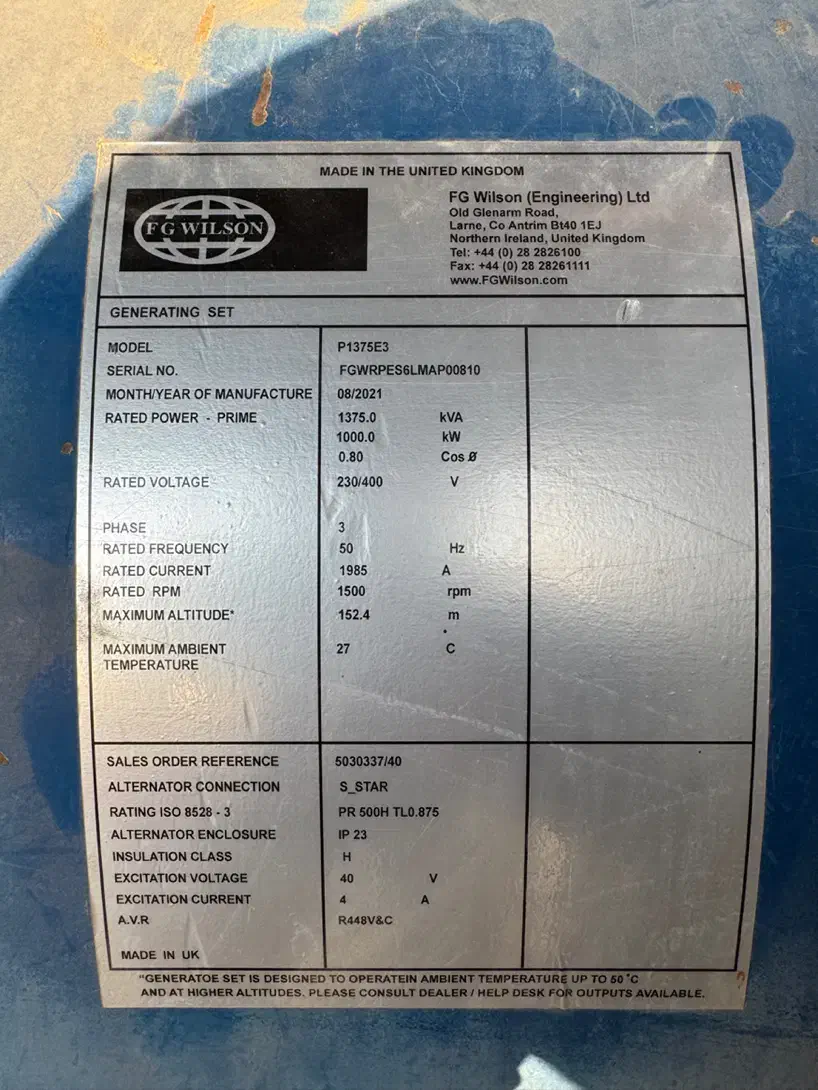 MADE IN THE UNITED KINGDOM
FG WILSON
FG Wilson (Engineering) Ltd
Old Glenarm Road,
Larne, Co Antrim Bt40 1EJ
Northern Ireland, United Kingdom
Tel: +44 (0) 28 2826100
Fax: +44 (0) 28 28261111
www.FGWilson.com
GENERATING SET
MODEL P1375E3
SERIAL NO. FGWRPES6LMAP00810
MONTH/YEAR OF MANUFACTURE 08/2021
RATED POWER - PRIME 1375.0 kVA
1000.0 kW
0.80 Cos Ø
RATED VOLTAGE 230/400 V
PHASE 3
RATED FREQUENCY 50 Hz
RATED CURRENT 1985 A
RATED RPM 1500 rpm
MAXIMUM ALTITUDE* 152.4 m
MAXIMUM AMBIENT 27 °C
TEMPERATURE
SALES ORDER REFERENCE 5030337/40
ALTERNATOR CONNECTION S_STAR
RATING ISO 8528 - 3 PR 500H TL0.875
ALTERNATOR ENCLOSURE IP 23
INSULATION CLASS H
EXCITATION VOLTAGE 40 V
EXCITATION CURRENT 4 A
A.V.R R448V&C
MADE IN UK
"GENERATOE SET IS DESIGNED TO OPERATEIN AMBIENT TEMPERATURE UP TO 50 °C
AND AT HIGHER ALTITUDES. PLEASE CONSULT DEALER / HELP DESK FOR OUTPUTS AVAILABLE.